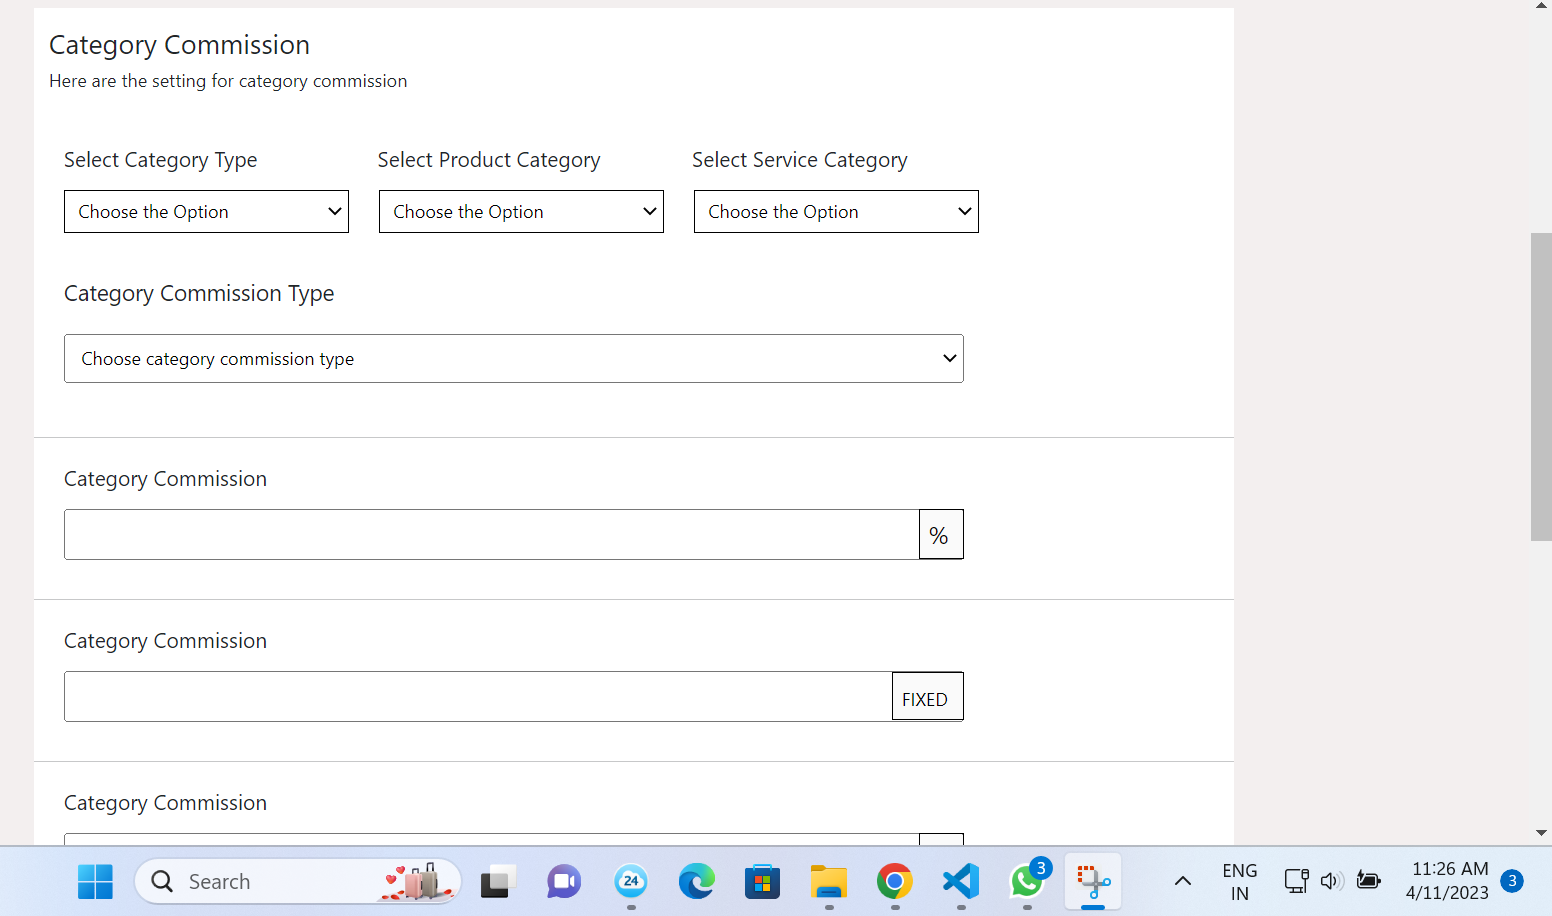 Category Commission
Here are the setting for category commission
Select Category Type
Select Product Category
Select Service Category
Choose the Option
Choose the Option
Choose the Option
Category Commission Type
Choose category commission type
Category Commission
%
Category Commission
FIXED
Category Commission
Search
24
3
ENG
IN
11:26 AM
4/11/2023
3